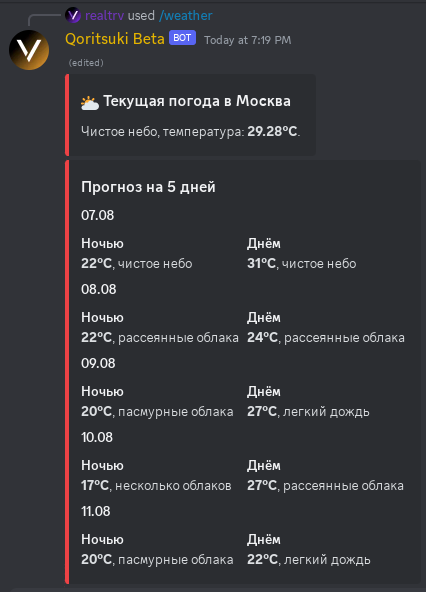 realtrv used /weather
Qoritsuki Beta BOT Today at 7:19 PM
(edited)
Текущая погода в Москва
Чистое небо, температура: 29.28°C.
Прогноз на 5 дней
07.08
Ночью Днём
22°C, чистое небо 31°C, чистое небо
08.08
Ночью Днём
22°C, рассеянные облака 24°C, рассеянные облака
09.08
Ночью Днём
20°C, пасмурные облака 27°C, легкий дождь
10.08
Ночью Днём
17°C, несколько облаков 27°C, рассеянные облака
11.08
Ночью Днём
20°C, пасмурные облака 22°C, легкий дождь